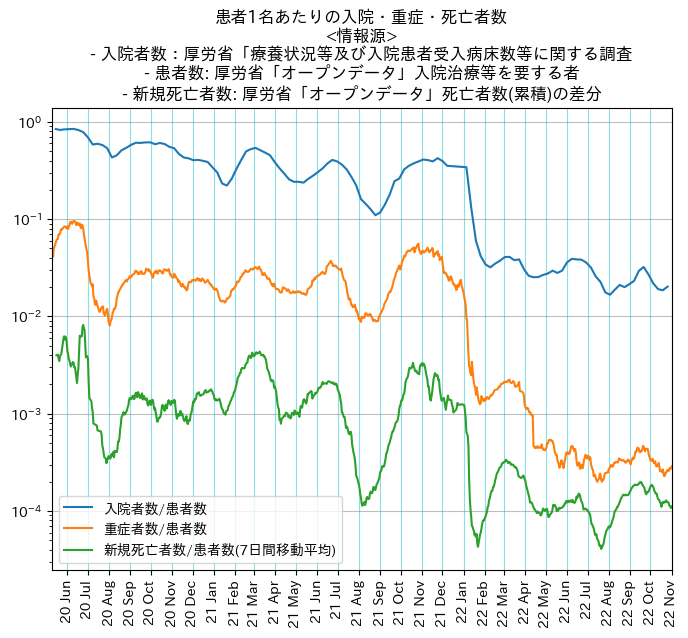 患者1名あたりの入院・重症・死亡者数
<情報源>
- 入院者数：厚労省「療養状況等及び入院患者受入病床数等に関する調査
- 患者数: 厚労省「オープンデータ」入院治療等を要する者
- 新規死亡者数: 厚労省「オープンデータ」死亡者数(累積)の差分
10⁰
10⁻¹
10⁻²
10⁻³
10⁻⁴
入院者数/患者数
重症者数/患者数
新規死亡者数/患者数(7日間移動平均)
20 Jun
20 Jul
20 Aug
20 Sep
20 Oct
20 Nov
20 Dec
21 Jan
21 Feb
21 Mar
21 Apr
21 May
21 Jun
21 Jul
21 Aug
21 Sep
21 Oct
21 Nov
21 Dec
22 Jan
22 Feb
22 Mar
22 Apr
22 May
22 Jun
22 Jul
22 Aug
22 Sep
22 Oct
22 Nov